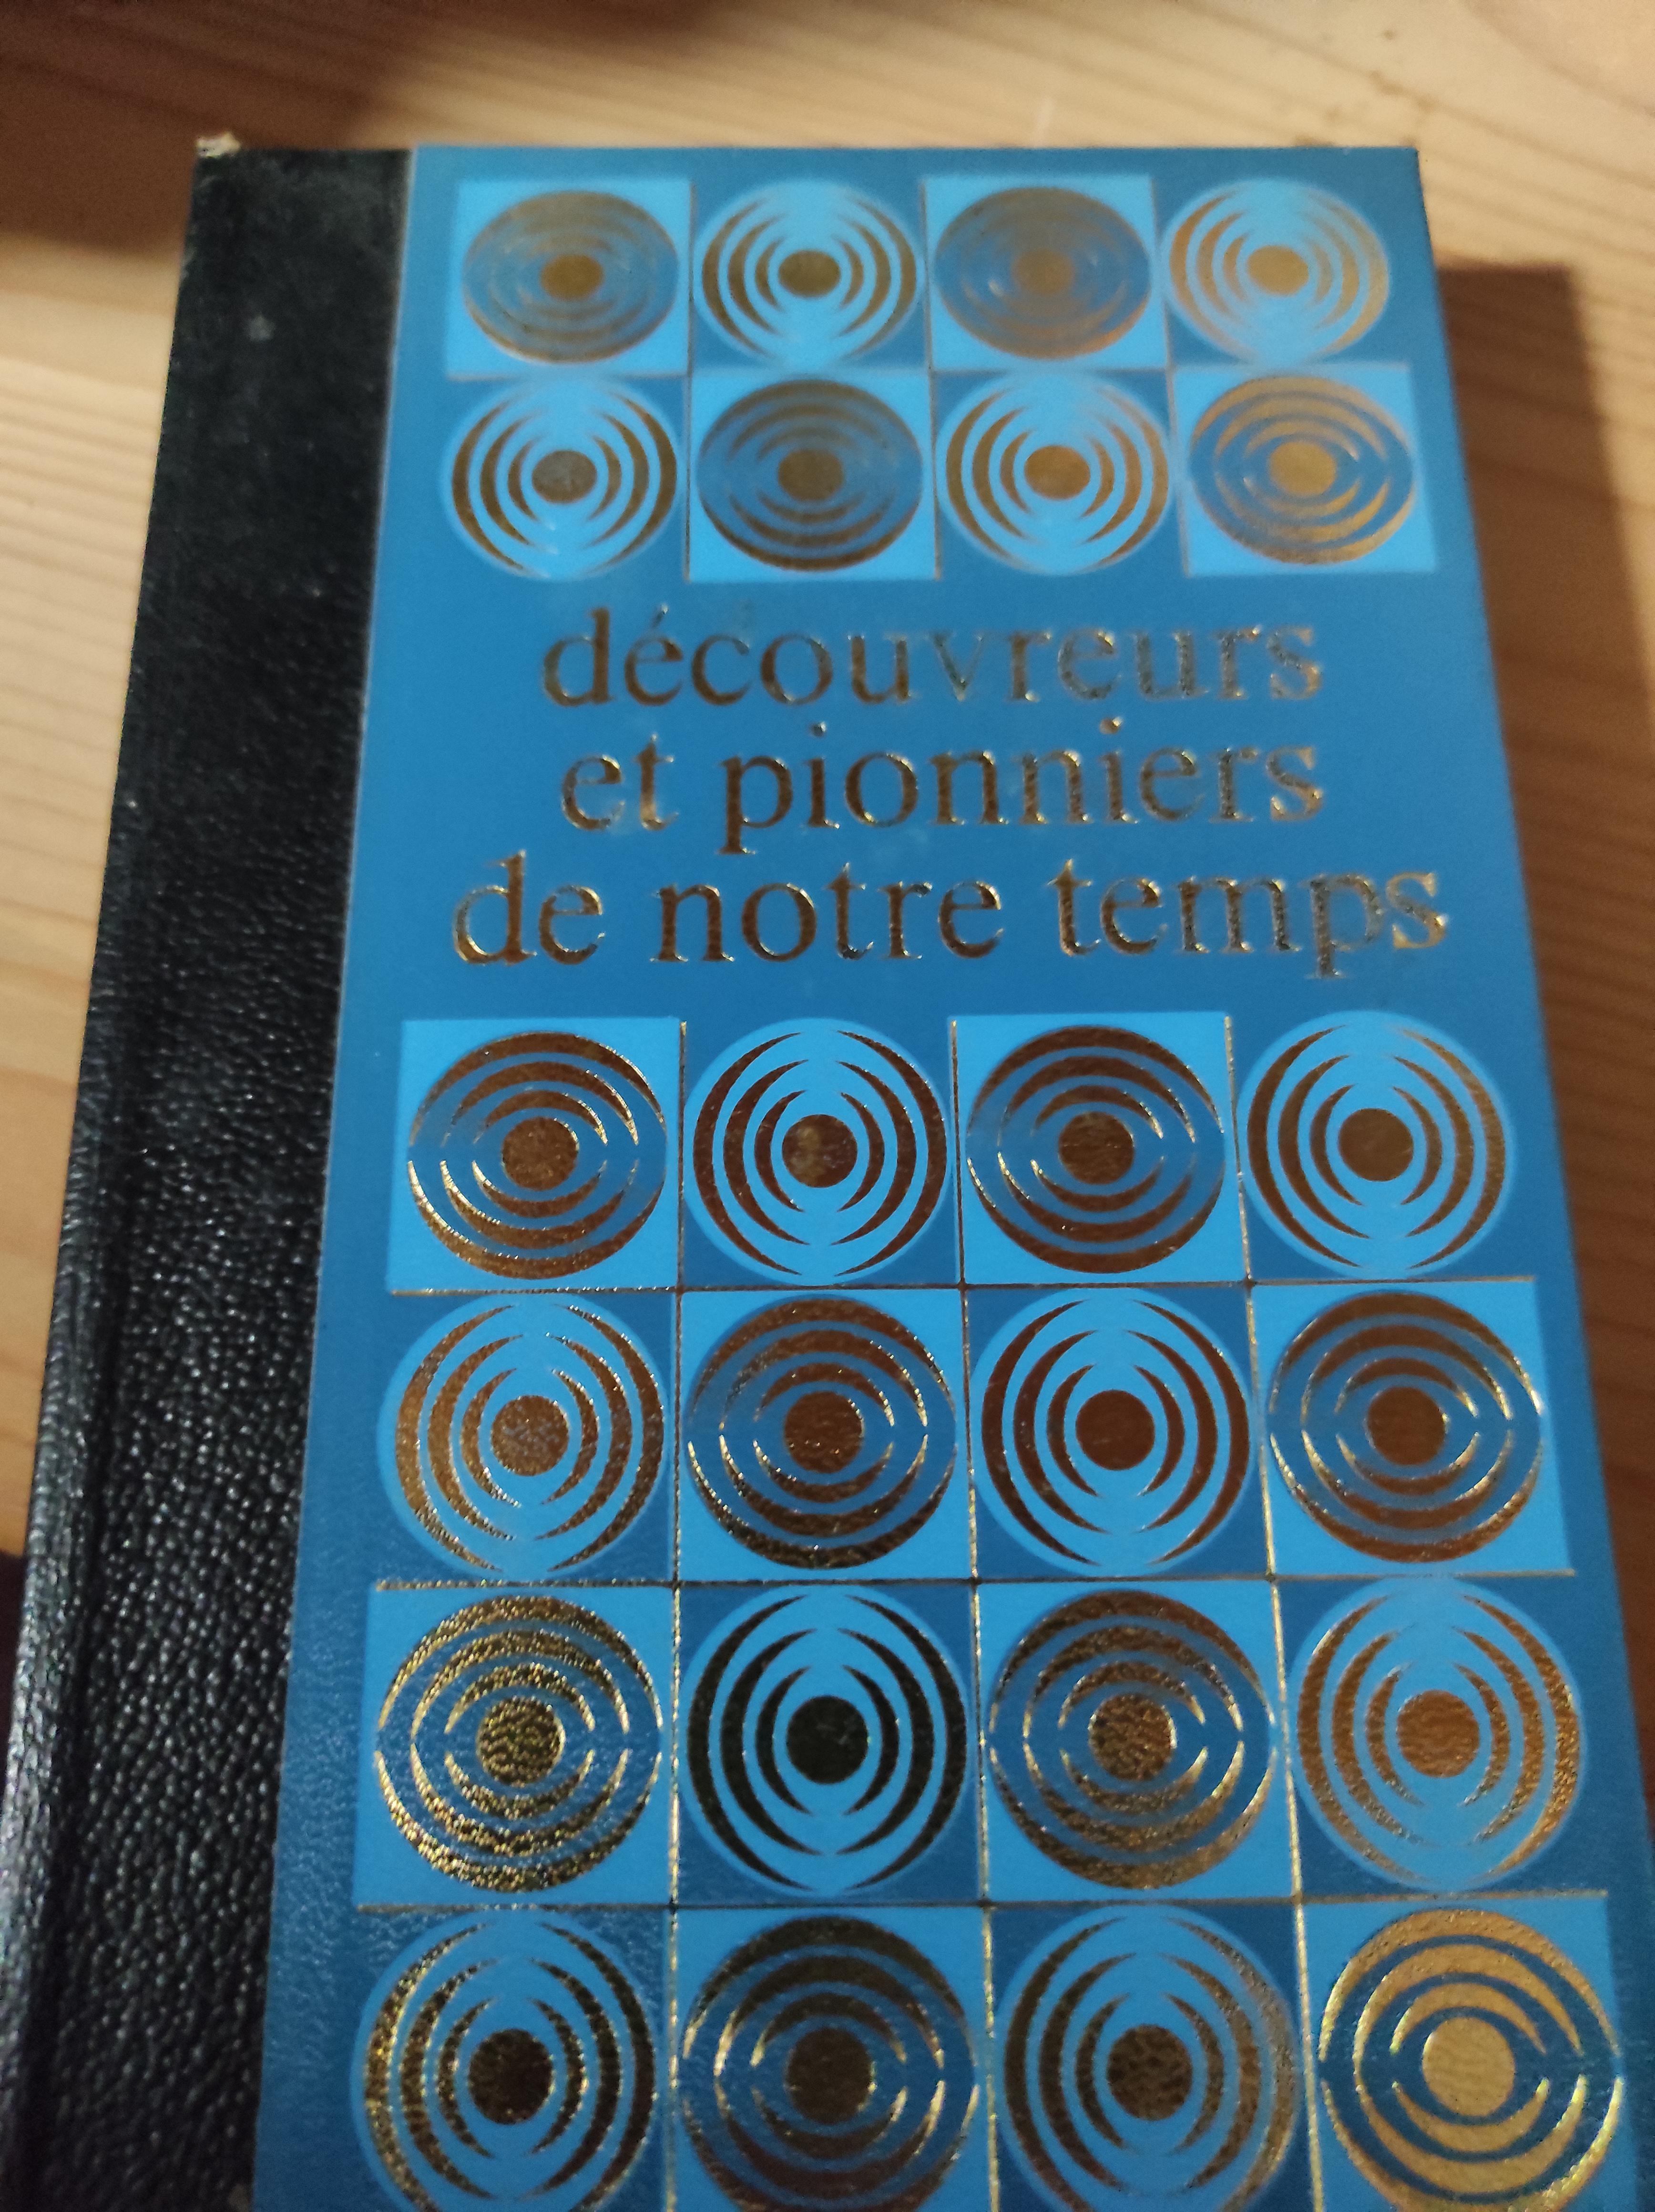 découvreurs
et pionniers
de notre temps